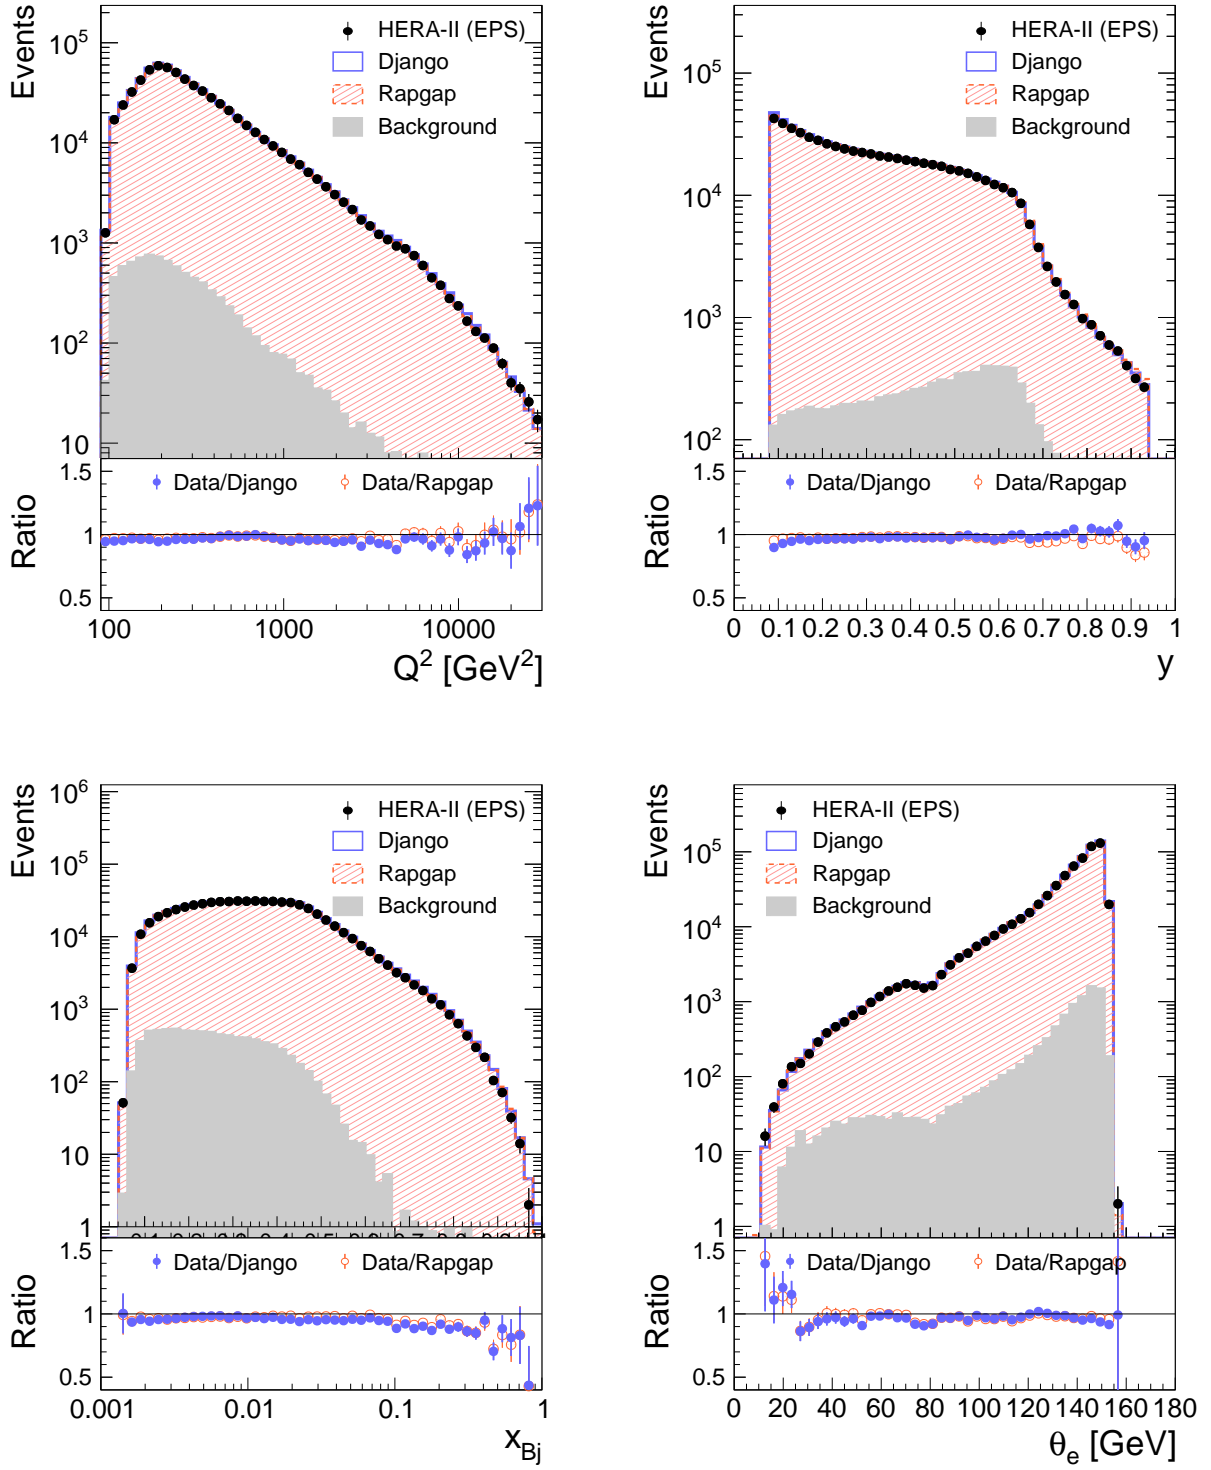 Events
10^5
10^4
10^3
10^2
10
HERA-II (EPS)
Django
Rapgap
Background
Ratio
1.5
1
0.5
Data/Django
Data/Rapgap
100 1000 10000
Q^2 [GeV^2]
Events
10^5
10^4
10^3
10^2
HERA-II (EPS)
Django
Rapgap
Background
Ratio
1.5
1
0.5
Data/Django
Data/Rapgap
0 0.1 0.2 0.3 0.4 0.5 0.6 0.7 0.8 0.9 1
y
Events
10^6
10^5
10^4
10^3
10^2
10
1
HERA-II (EPS)
Django
Rapgap
Background
Ratio
1.5
1
0.5
Data/Django
Data/Rapgap
0.001 0.01 0.1 1
x_Bj
Events
10^5
10^4
10^3
10^2
10
1
HERA-II (EPS)
Django
Rapgap
Background
Ratio
1.5
1
0.5
Data/Django
Data/Rapgap
0 20 40 60 80 100 120 140 160 180
θ_e [GeV]